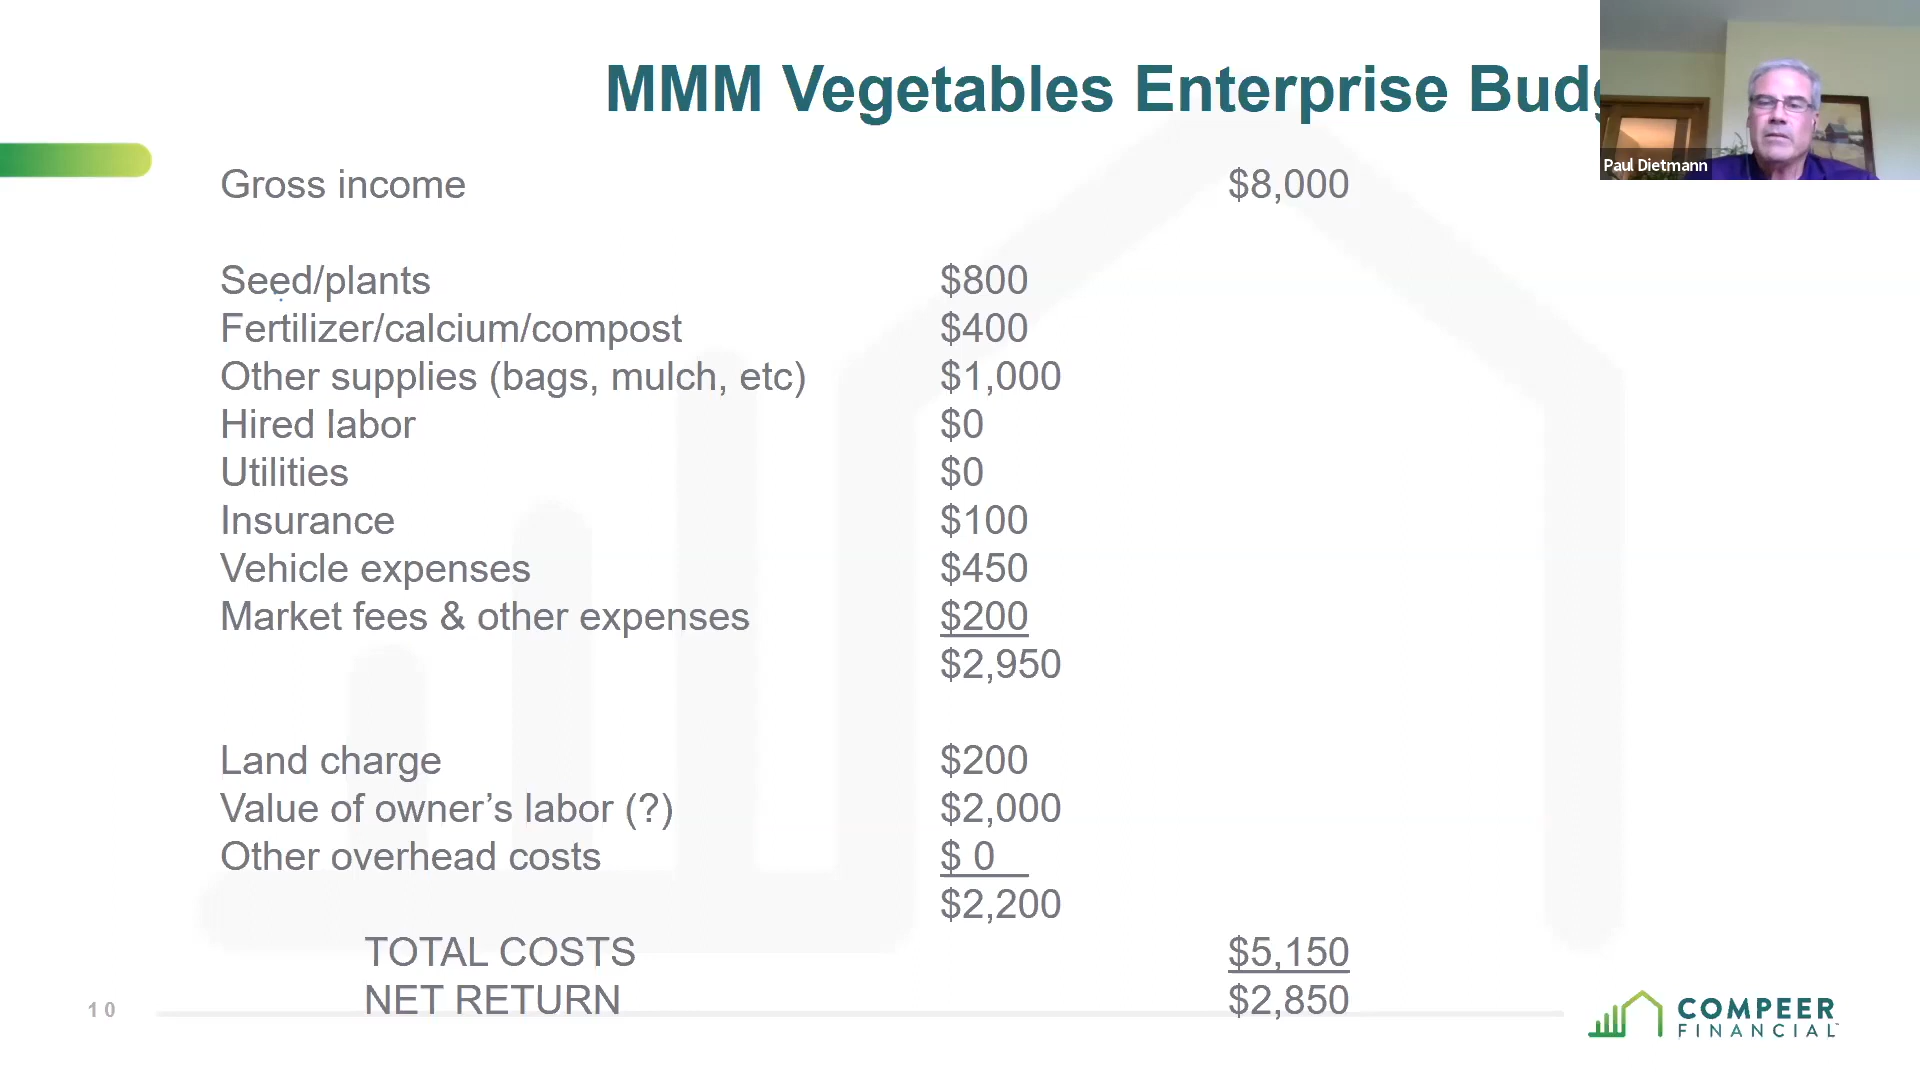 MMM Vegetables Enterprise Budg
Paul Dietmann
Gross income $8,000
Seed/plants $800
Fertilizer/calcium/compost $400
Other supplies (bags, mulch, etc) $1,000
Hired labor $0
Utilities $0
Insurance $100
Vehicle expenses $450
Market fees & other expenses $200
$2,950
Land charge $200
Value of owner’s labor (?) $2,000
Other overhead costs $ 0
$2,200
TOTAL COSTS $5,150
NET RETURN $2,850
10
COMPEER
FINANCIAL™